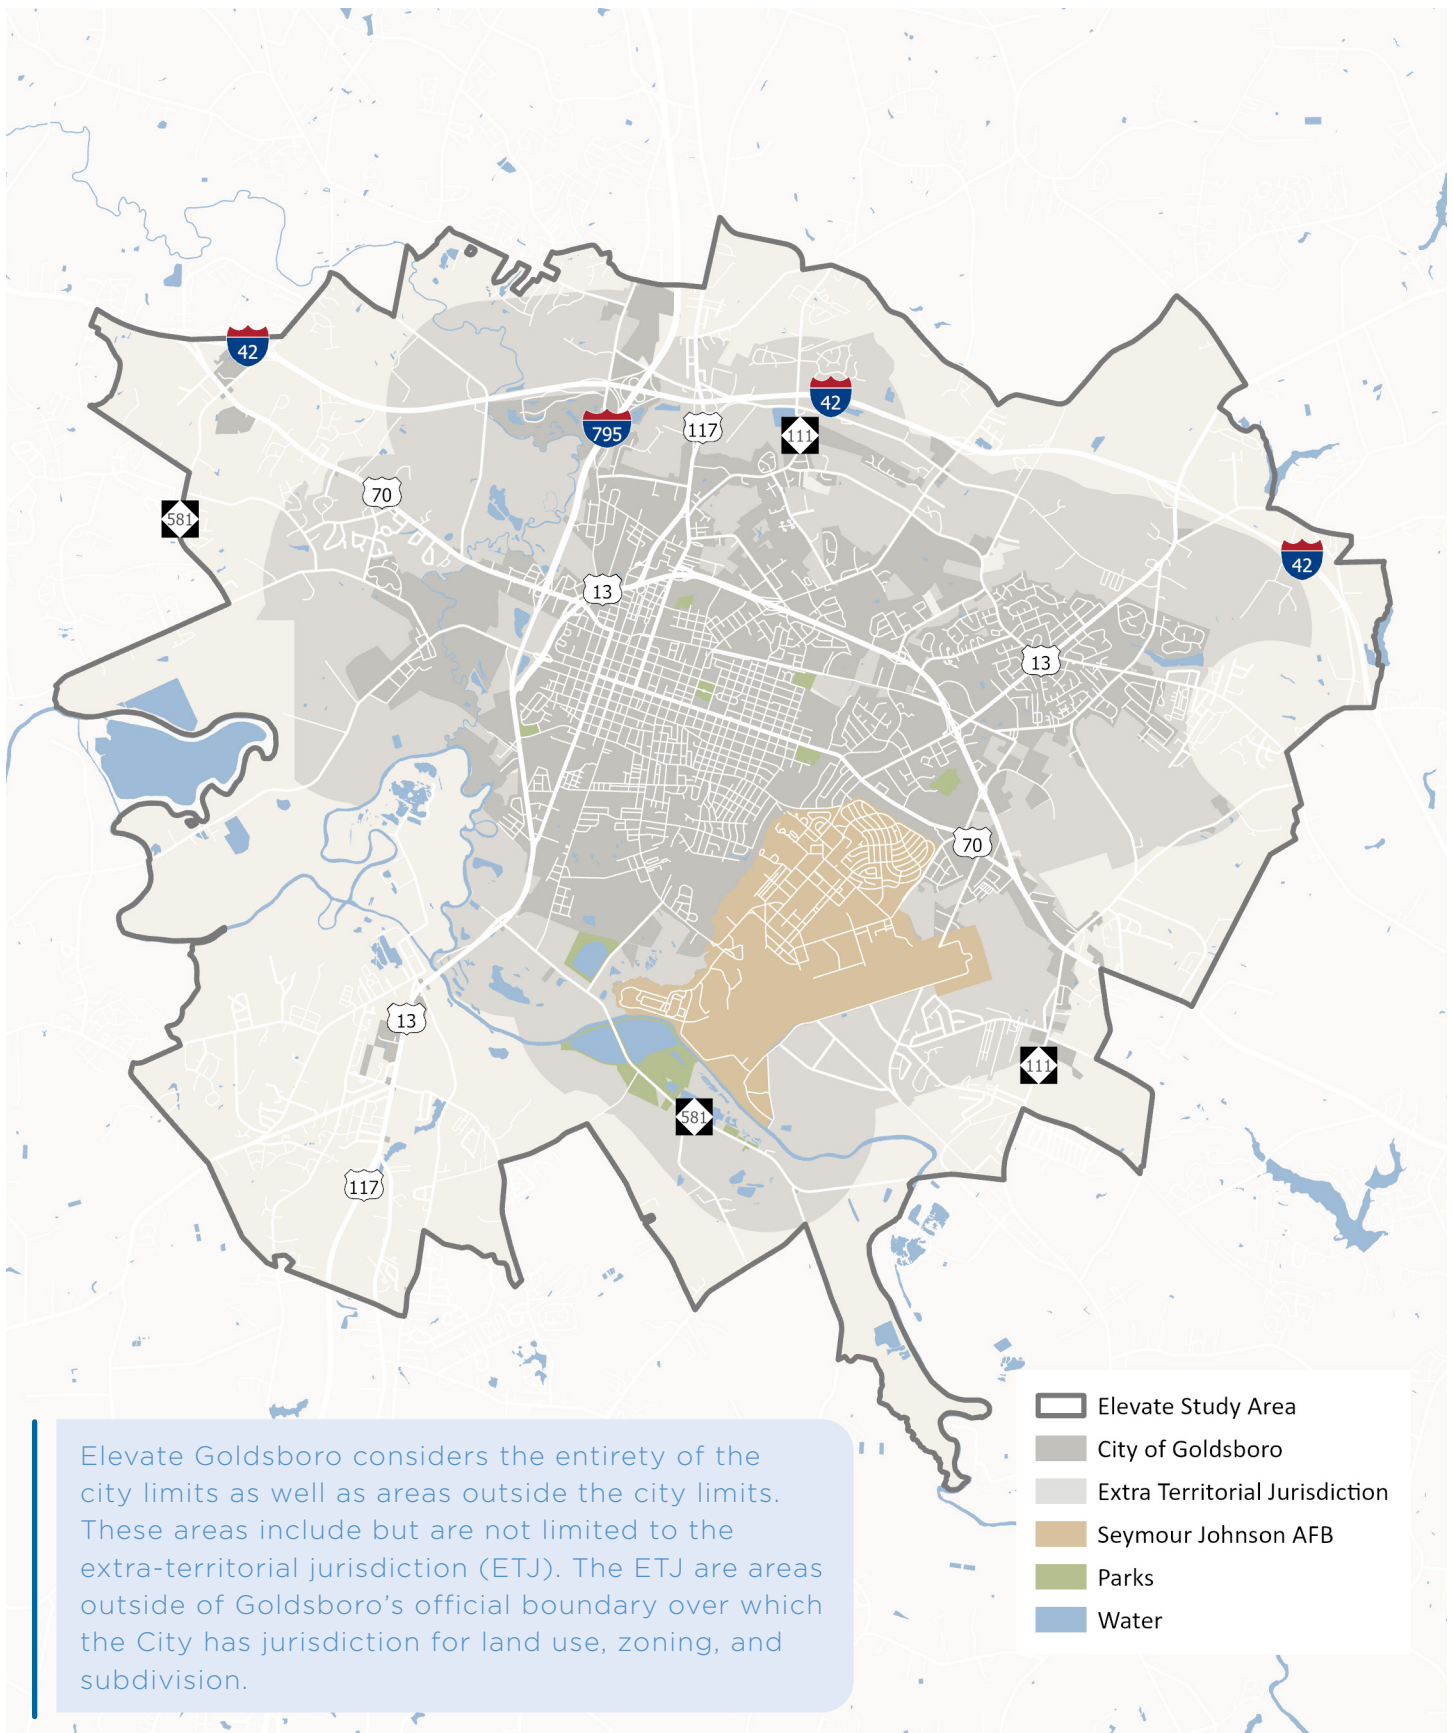 42
42
795
117
111
70
581
42
13
13
70
13
111
581
117
Elevate Study Area
City of Goldsboro
Extra Territorial Jurisdiction
Seymour Johnson AFB
Parks
Water
Elevate Goldsboro considers the entirety of the
city limits as well as areas outside the city limits.
These areas include but are not limited to the
extra-territorial jurisdiction (ETJ). The ETJ are areas
outside of Goldsboro’s official boundary over which
the City has jurisdiction for land use, zoning, and
subdivision.